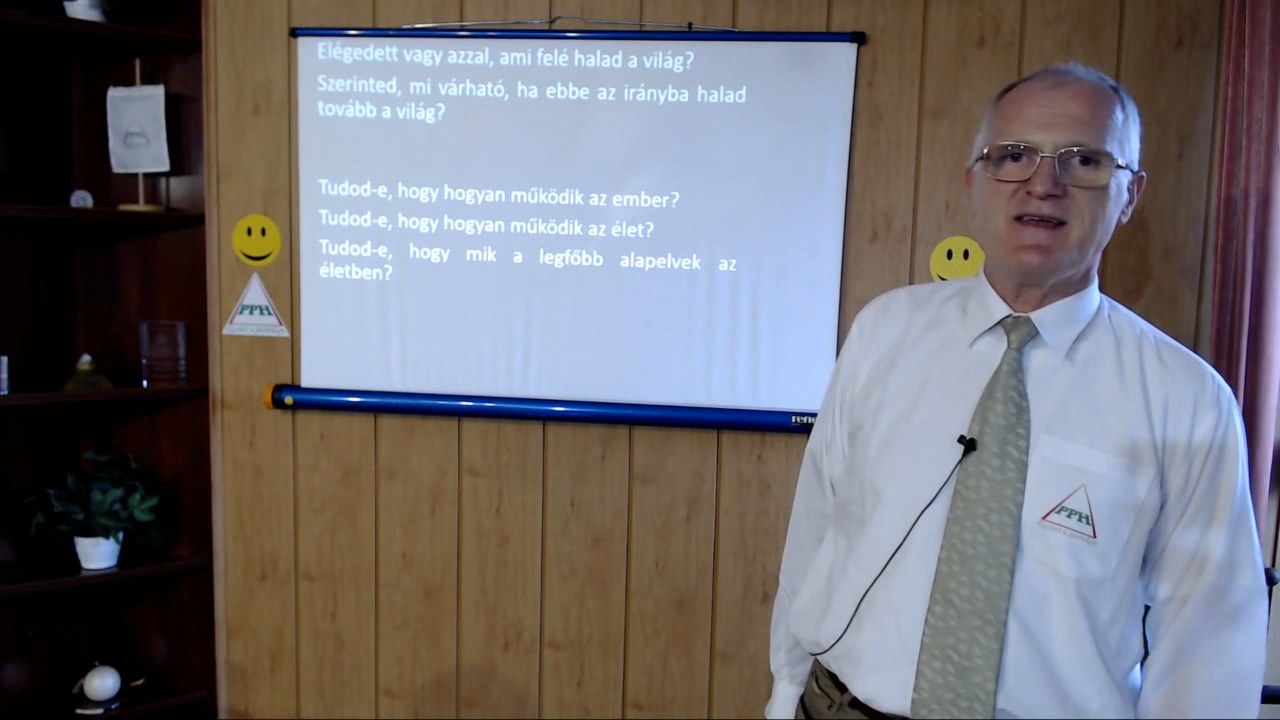 Elégedett vagy azzal, ami felé halad a világ?
Szerinted, mi várható, ha ebbe az irányba halad
tovább a világ?
Tudod-e, hogy hogyan működik az ember?
Tudod-e, hogy hogyan működik az élet?
Tudod-e, hogy mik a legfőbb alapelvek az
életben?
PPH
PPH